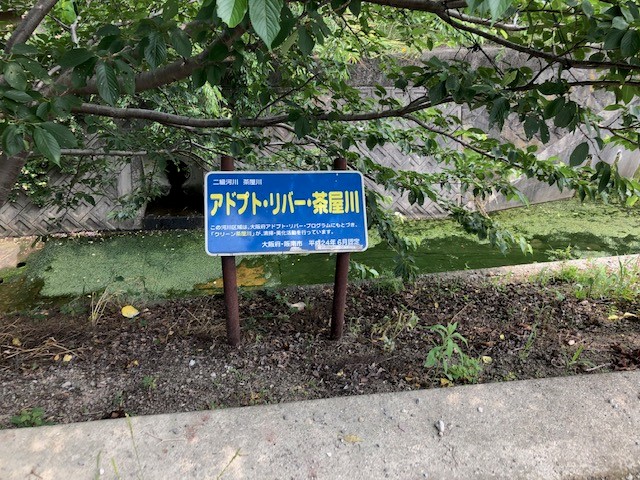 二級河川 茶屋川
アドプト・リバー・茶屋川
この河川区域は、大阪府アドプト・リバー・プログラムにもとづき、
「クリーン茶屋川」が、清掃・美化活動を行っています。
大阪府・阪南市 平成24年6月認定